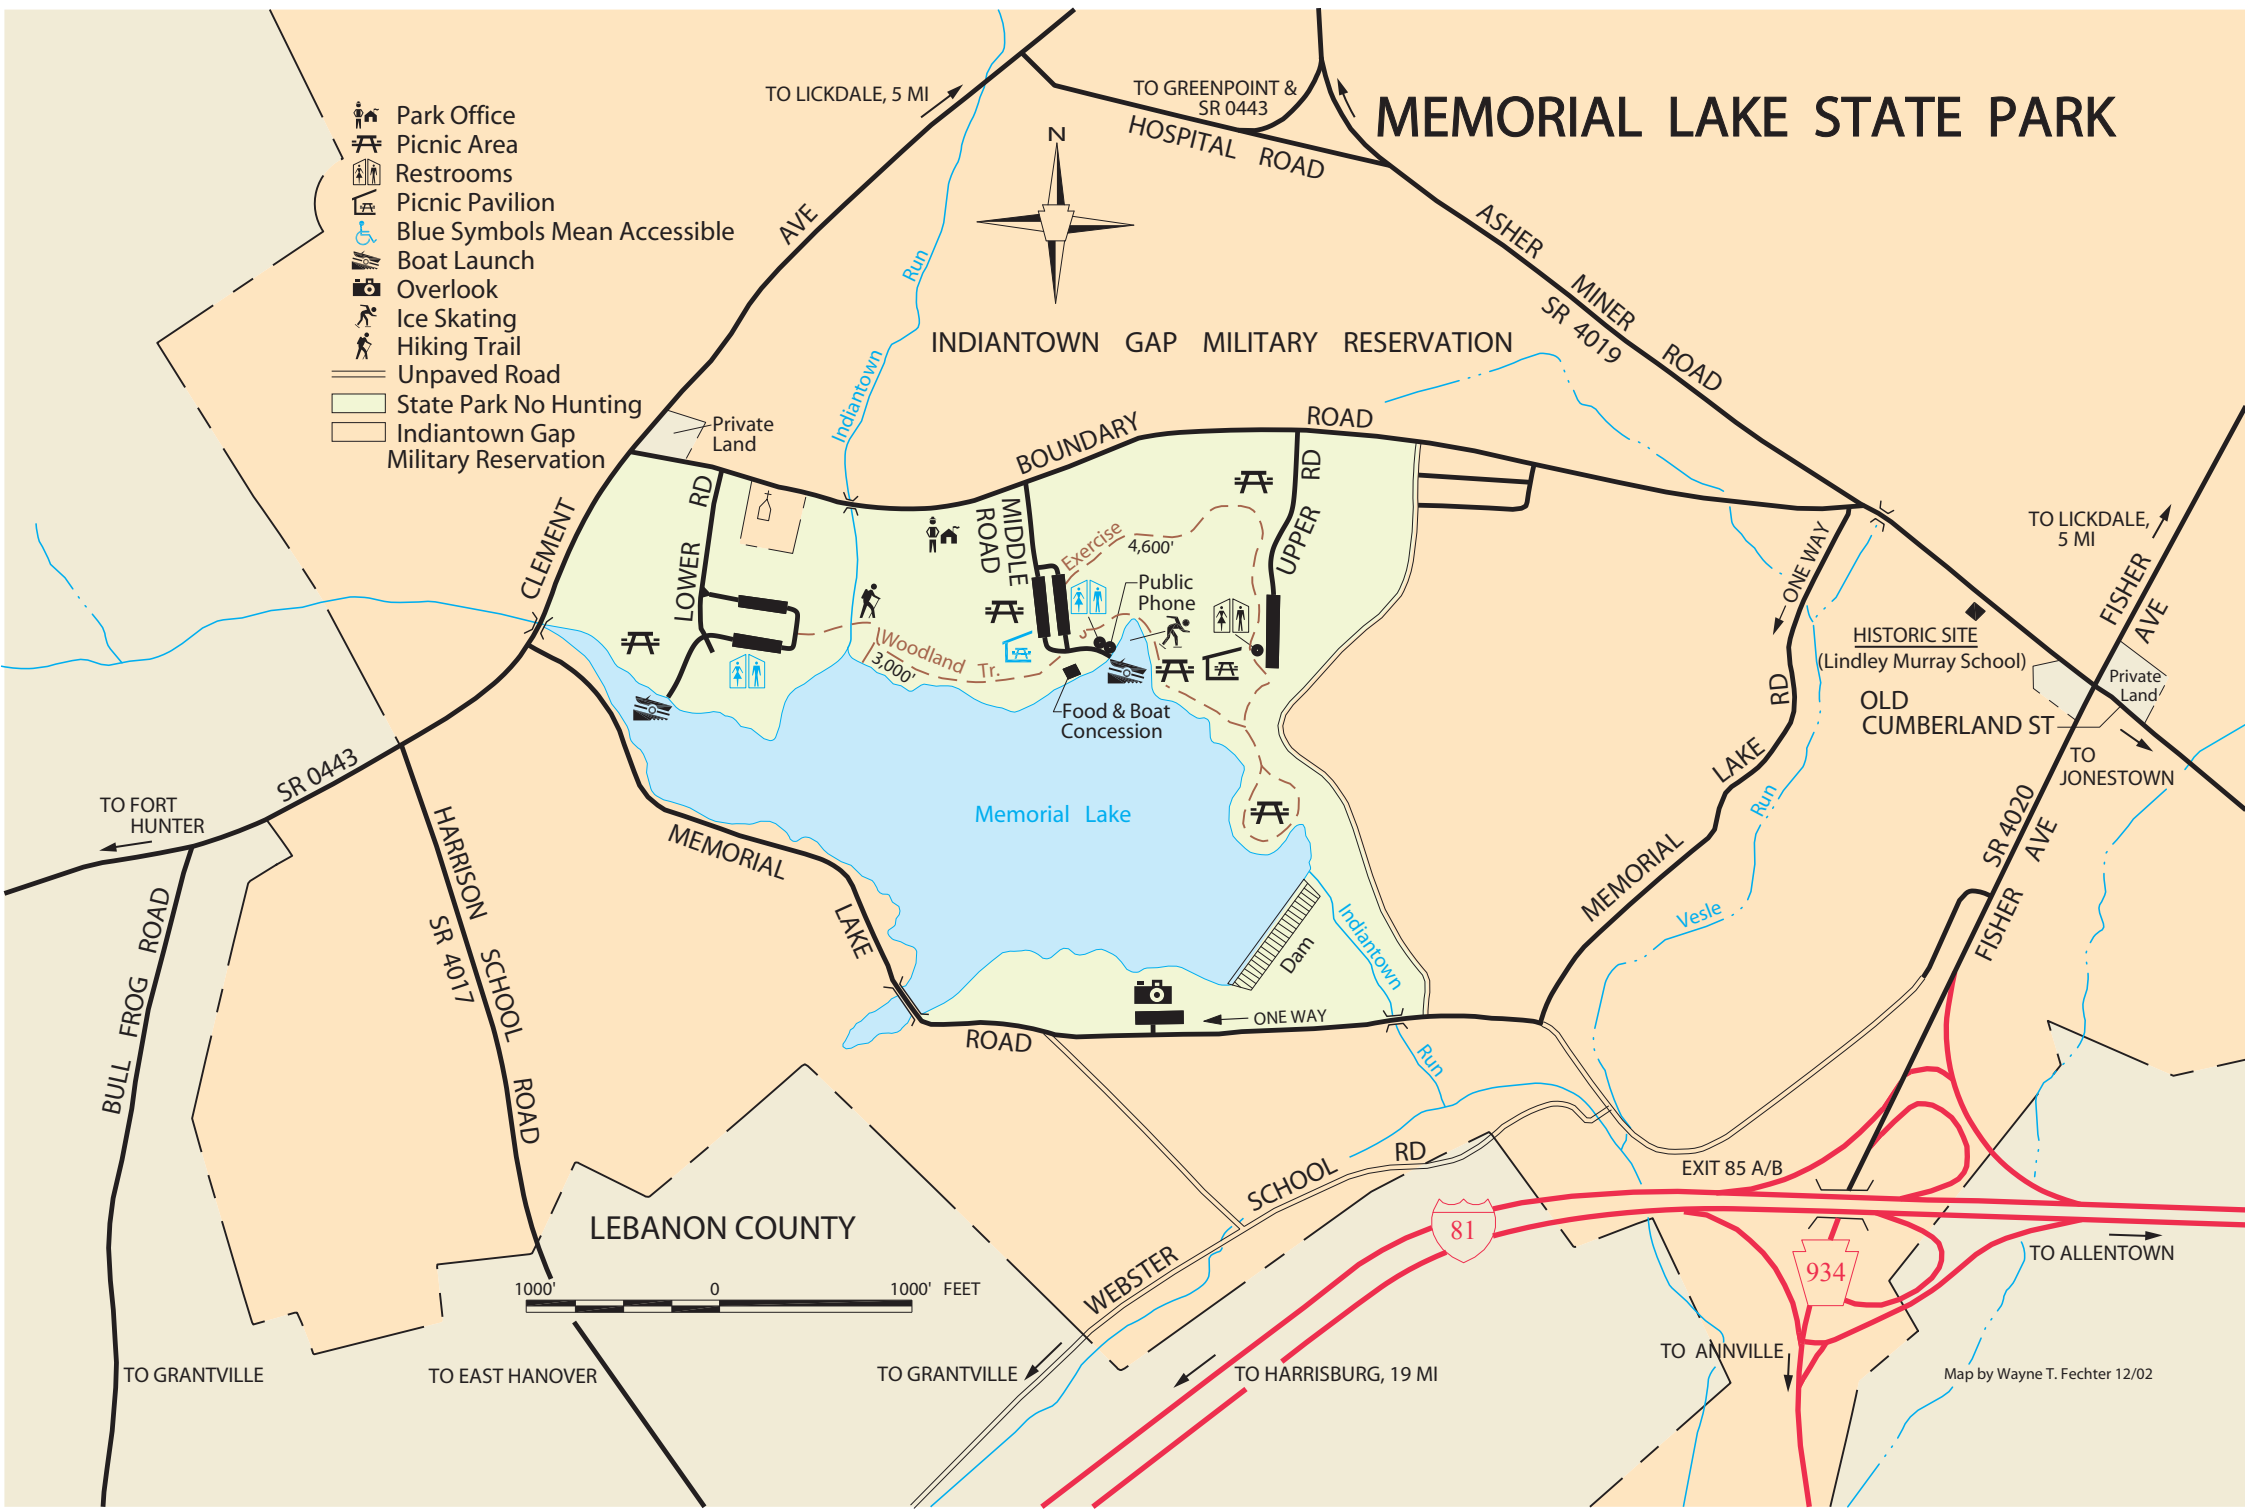 MEMORIAL LAKE STATE PARK
Park Office
Picnic Area
Restrooms
Picnic Pavilion
Blue Symbols Mean Accessible
Boat Launch
Overlook
Ice Skating
Hiking Trail
Unpaved Road
State Park No Hunting
Indiantown Gap
Military Reservation
TO LICKDALE, 5 MI
TO GREENPOINT &
SR 0443
HOSPITAL ROAD
N
AVE
Run
Indiantown
INDIANTOWN GAP MILITARY RESERVATION
ASHER MINER ROAD
SR 4019
Private
Land
BOUNDARY ROAD
CLEMENT
LOWER RD
MIDDLE
ROAD
UPPER RD
Exercise
4,600'
Public
Phone
Woodland Tr.
3,000'
Food & Boat
Concession
ONE WAY
TO LICKDALE,
5 MI
FISHER
AVE
HISTORIC SITE
(Lindley Murray School)
Private
Land
OLD
CUMBERLAND ST
TO
JONESTOWN
RD
LAKE
MEMORIAL
Run
Vesle
SR 4020
FISHER AVE
SR 0443
TO FORT
HUNTER
HARRISON SCHOOL ROAD
SR 4017
BULL FROG ROAD
Memorial Lake
MEMORIAL
LAKE
ROAD
Dam
Indiantown
Run
ONE WAY
LEBANON COUNTY
1000' 0 1000' FEET
WEBSTER SCHOOL RD
EXIT 85 A/B
81
934
TO ALLENTOWN
TO GRANTVILLE
TO EAST HANOVER
TO GRANTVILLE
TO HARRISBURG, 19 MI
TO ANNVILLE
Map by Wayne T. Fechter 12/02